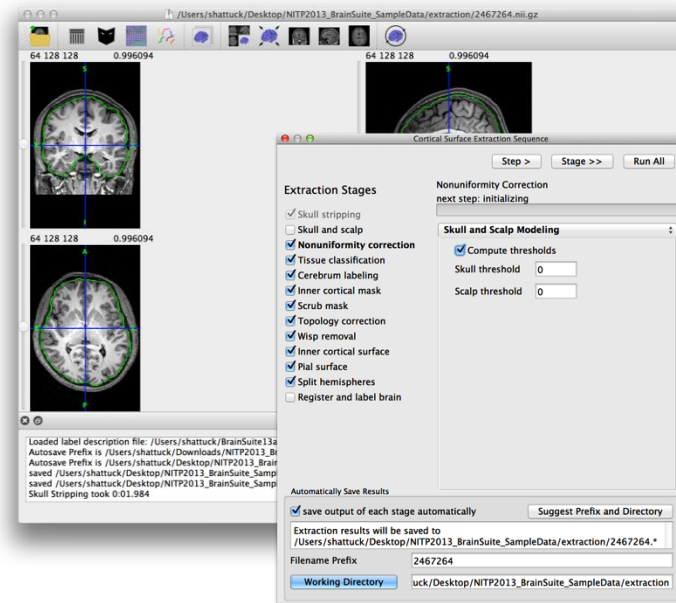 /Users/shattuck/Desktop/NITP2013_BrainSuite_SampleData/extraction/2467264.nii.gz
64 128 128 0.996094
64 128 128 0.996094
S
I
Cortical Surface Extraction Sequence
Step >
Stage >>
Run All
Extraction Stages
Nonuniformity Correction
next step: initializing
Skull stripping
Skull and scalp
Nonuniformity correction
Tissue classification
Cerebrum labeling
Inner cortical mask
Scrub mask
Topology correction
Wisp removal
Inner cortical surface
Pial surface
Split hemispheres
Register and label brain
Skull and Scalp Modeling
Compute thresholds
Skull threshold 0
Scalp threshold 0
64 128 128 0.996094
A
P
Loaded label description file: /Users/shattuck/BrainSuite13a
Autosave Prefix is /Users/shattuck/Downloads/NITP2013_Br
Autosave Prefix is /Users/shattuck/Desktop/NITP2013_Brai
saved /Users/shattuck/Desktop/NITP2013_BrainSuite_Samp
saved /Users/shattuck/Desktop/NITP2013_BrainSuite_Samp
Skull Stripping took 0:01.984
Automatically Save Results
save output of each stage automatically
Suggest Prefix and Directory
Extraction results will be saved to
/Users/shattuck/Desktop/NITP2013_BrainSuite_SampleData/extraction/2467264.*
Filename Prefix 2467264
Working Directory uck/Desktop/NITP2013_BrainSuite_SampleData/extraction